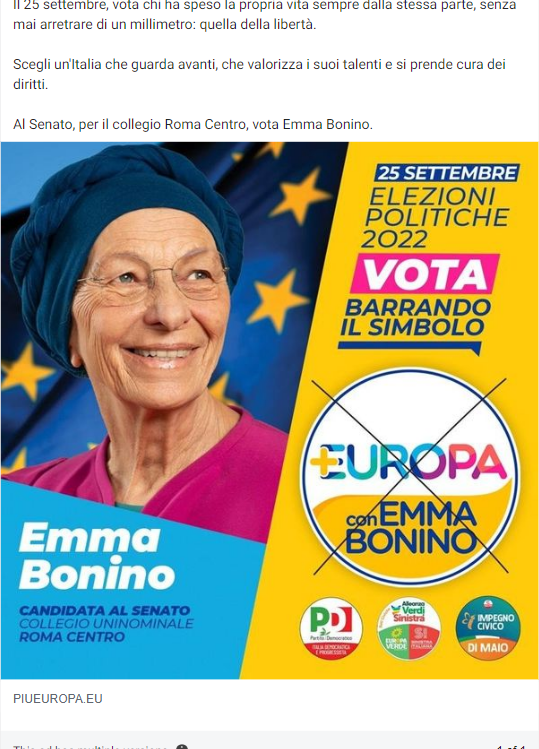 Il 25 settembre, vota chi ha speso la propria vita sempre dalla stessa parte, senza
mai arretrare di un millimetro: quella della libertà.
Scegli un'Italia che guarda avanti, che valorizza i suoi talenti e si prende cura dei
diritti.
Al Senato, per il collegio Roma Centro, vota Emma Bonino.
25 SETTEMBRE
ELEZIONI
POLITICHE
2022
VOTA
BARRANDO
IL SIMBOLO
+EUROPA
con EMMA
BONINO
Emma
Bonino
CANDIDATA AL SENATO
COLLEGIO UNINOMINALE
ROMA CENTRO
PD
Partito Democratico
ITALIA DEMOCRATICA
E PROGRESSISTA
Alleanza
Verdi
Sinistra
EUROPA
VERDE
SI
SINISTRA
ITALIANA
IMPEGNO
CIVICO
DI MAIO
PIUEUROPA.EU
This ad has multiple versions
1 of 1